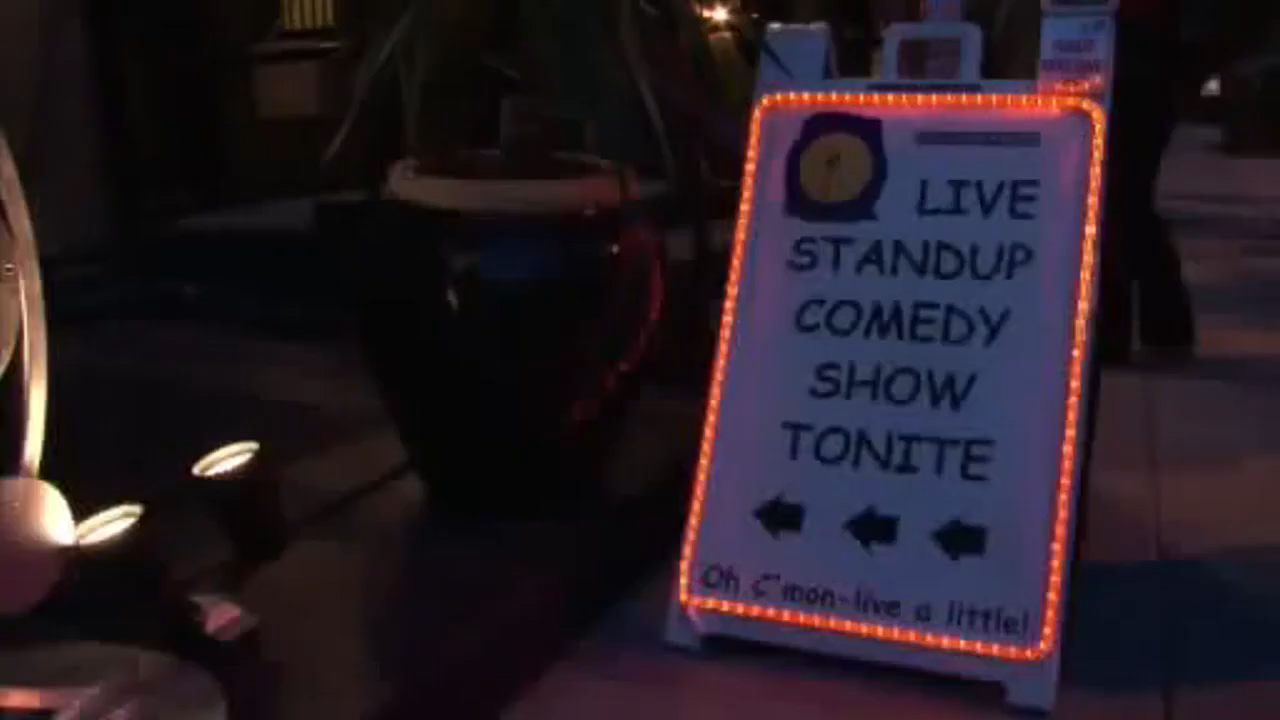 LIVE
STANDUP
COMEDY
SHOW
TONITE
Oh C'mon-live a little!